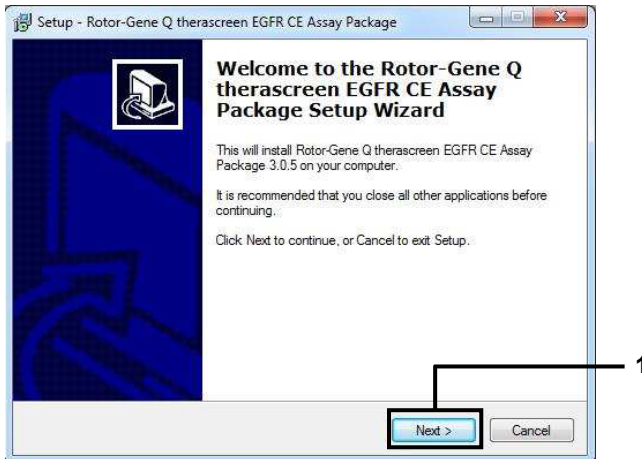 Setup - Rotor-Gene Q therascreen EGFR CE Assay Package
Welcome to the Rotor-Gene Q
therascreen EGFR CE Assay
Package Setup Wizard
This will install Rotor-Gene Q therascreen EGFR CE Assay
Package 3.0.5 on your computer.
It is recommended that you close all other applications before
continuing.
Click Next to continue, or Cancel to exit Setup.
1
Next >
Cancel